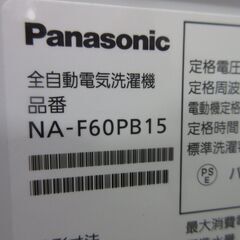 Panasonic
全自動電気洗濯機
品番
NA-F60PB15
定格電圧
定格周波
電動機定格
定格時間
標準洗濯容
PS
E
最大消費